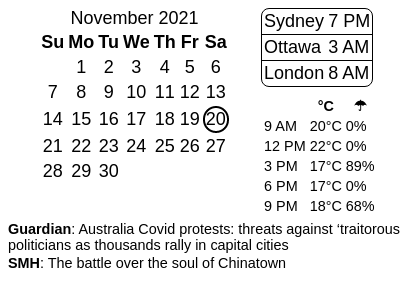 November 2021
Su Mo Tu We Th Fr Sa
1 2 3 4 5 6
7 8 9 10 11 12 13
14 15 16 17 18 19 20
21 22 23 24 25 26 27
28 29 30
Sydney 7 PM
Ottawa 3 AM
London 8 AM
°C ☂
9 AM 20°C 0%
12 PM 22°C 0%
3 PM 17°C 89%
6 PM 17°C 0%
9 PM 18°C 68%
Guardian: Australia Covid protests: threats against ‘traitorous
politicians as thousands rally in capital cities
SMH: The battle over the soul of Chinatown